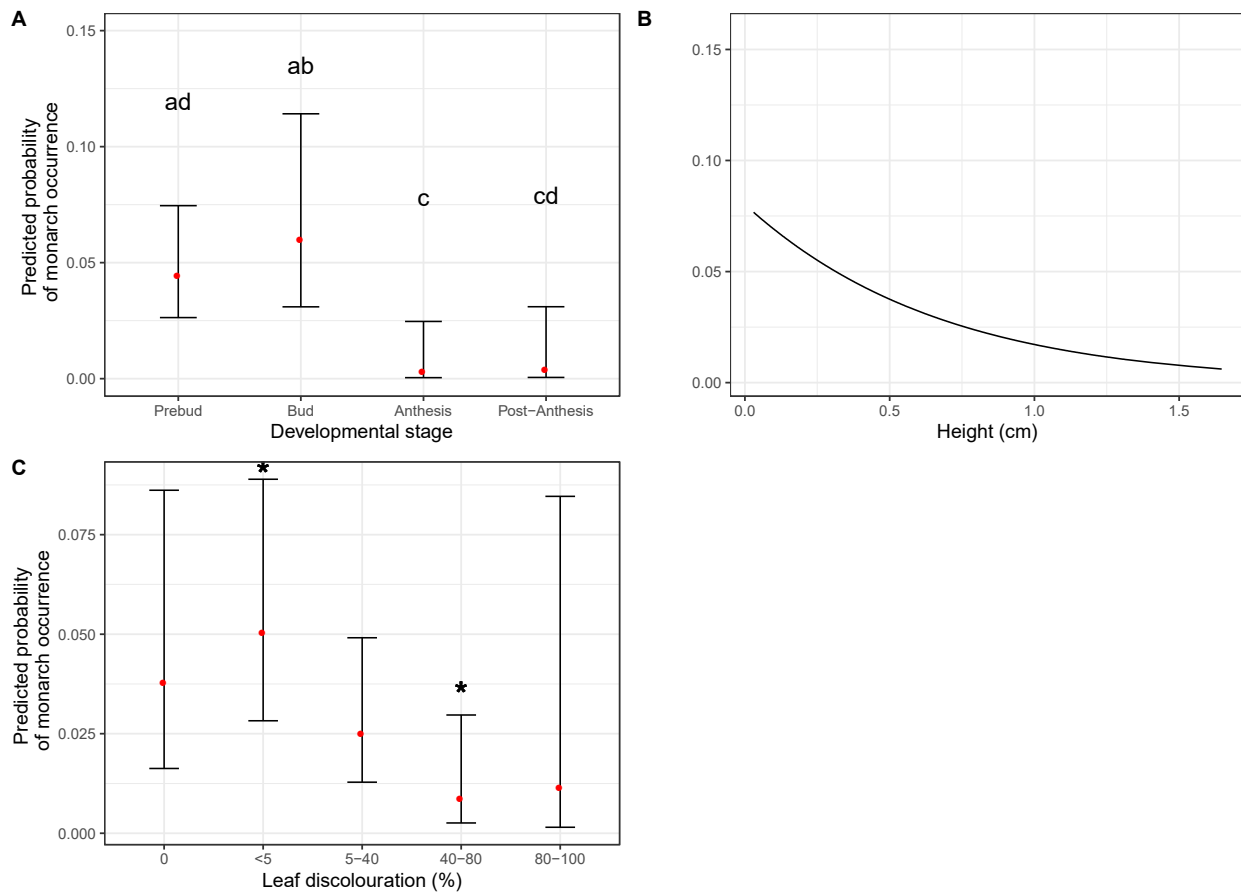 A
Predicted probability
of monarch occurrence
0.15
0.10
0.05
0.00
ad
ab
c
cd
Prebud
Bud
Anthesis
Post−Anthesis
Developmental stage
B
0.15
0.10
0.05
0.00
0.0
0.5
1.0
1.5
Height (cm)
C
Predicted probability
of monarch occurrence
0.075
0.050
0.025
0.000
*
*
0
<5
5−40
40−80
80−100
Leaf discolouration (%)